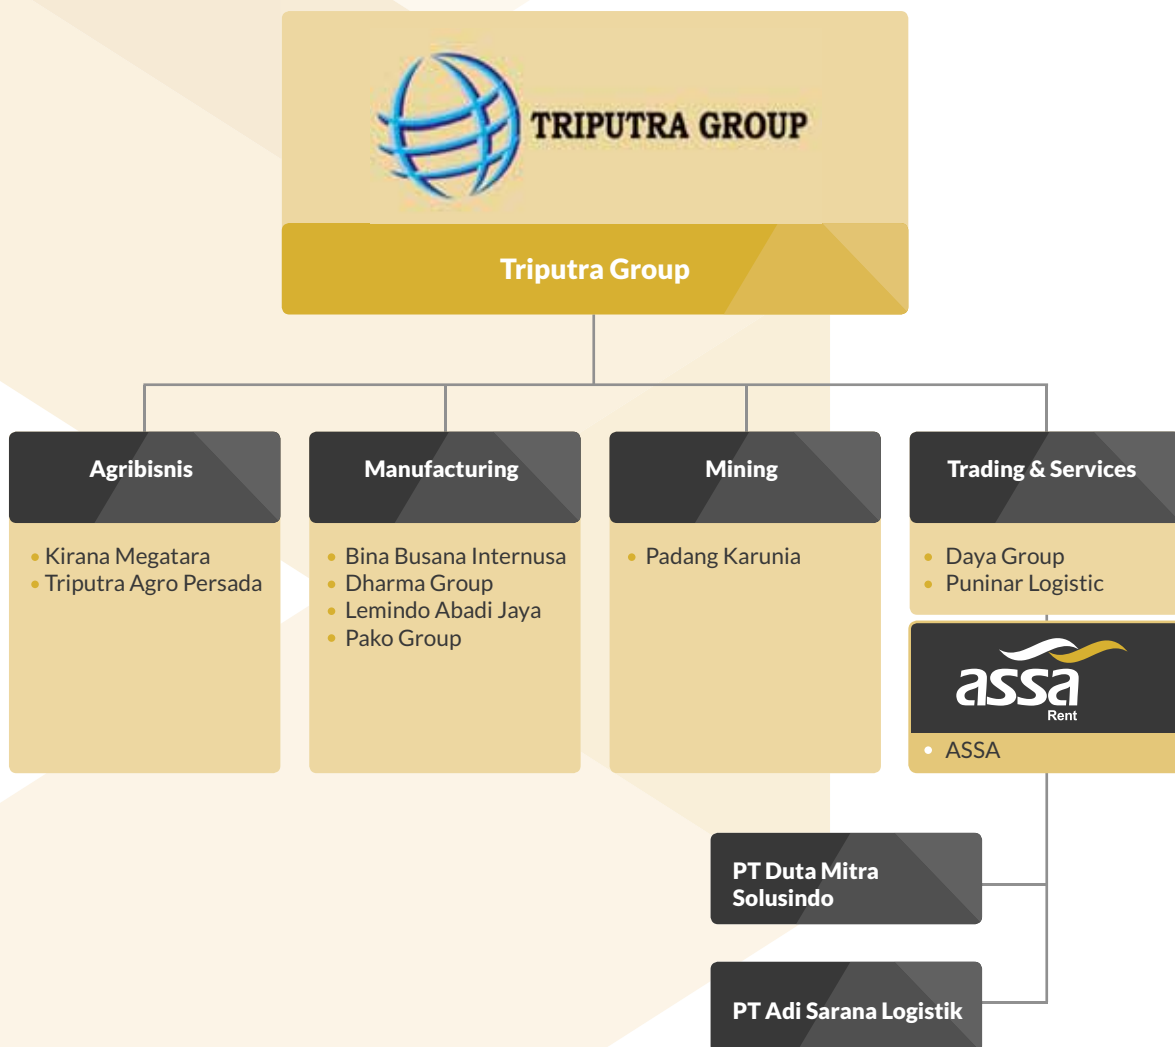 TRIPUTRA GROUP
Triputra Group
Agribisnis
• Kirana Megatara
• Triputra Agro Persada
Manufacturing
• Bina Busana Internusa
• Dharma Group
• Lemindo Abadi Jaya
• Pako Group
Mining
• Padang Karunia
Trading & Services
• Daya Group
• Puninar Logistic
assa
Rent
• ASSA
PT Duta Mitra
Solusindo
PT Adi Sarana Logistik